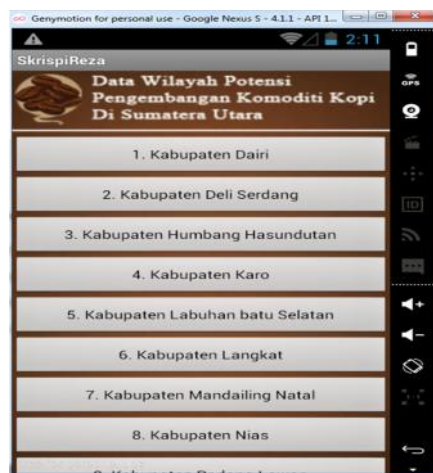 Genymotion for personal use - Google Nexus S - 4.1.1 - API 1...
2:11
SkrispiReza
Data Wilayah Potensi
Pengembangan Komoditi Kopi
Di Sumatera Utara
1. Kabupaten Dairi
2. Kabupaten Deli Serdang
3. Kabupaten Humbang Hasundutan
4. Kabupaten Karo
5. Kabupaten Labuhan batu Selatan
6. Kabupaten Langkat
7. Kabupaten Mandailing Natal
8. Kabupaten Nias
GPS
ID